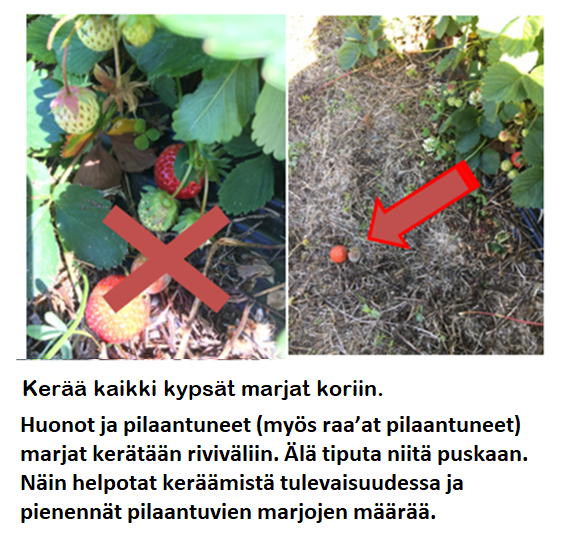 Kerää kaikki kypsät marjat koriin.
Huonot ja pilaantuneet (myös raa’at pilaantuneet)
marjat kerätään riviväliin. Älä tiputa niitä puskaan.
Näin helpotat keräämistä tulevaisuudessa ja
pienennät pilaantuvien marjojen määrää.